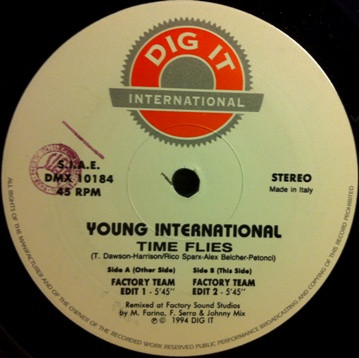 DIG IT
INTERNATIONAL
S.I.A.E.
DMX 10184
45 RPM
STEREO
Made in Italy
YOUNG INTERNATIONAL
TIME FLIES
(T. Dawson-Harrison/Rico Sparx-Alex Belcher-Petonci)
Side A (Other Side)
FACTORY TEAM
EDIT 1 - 5'45"
Side B (This Side)
FACTORY TEAM
EDIT 2 - 5'45"
Remixed at Factory Sound Studios
by M. Farina, F. Serra & Johnny Mix
℗ © 1994 DIG IT
ALL RIGHTS OF THE MANUFACTURER AND OF THE OWNER OF THE RECORDED WORK RESERVED PUBLIC PERFORMANCE BROADCASTING AND COPYING OF THIS RECORD PROHIBITED